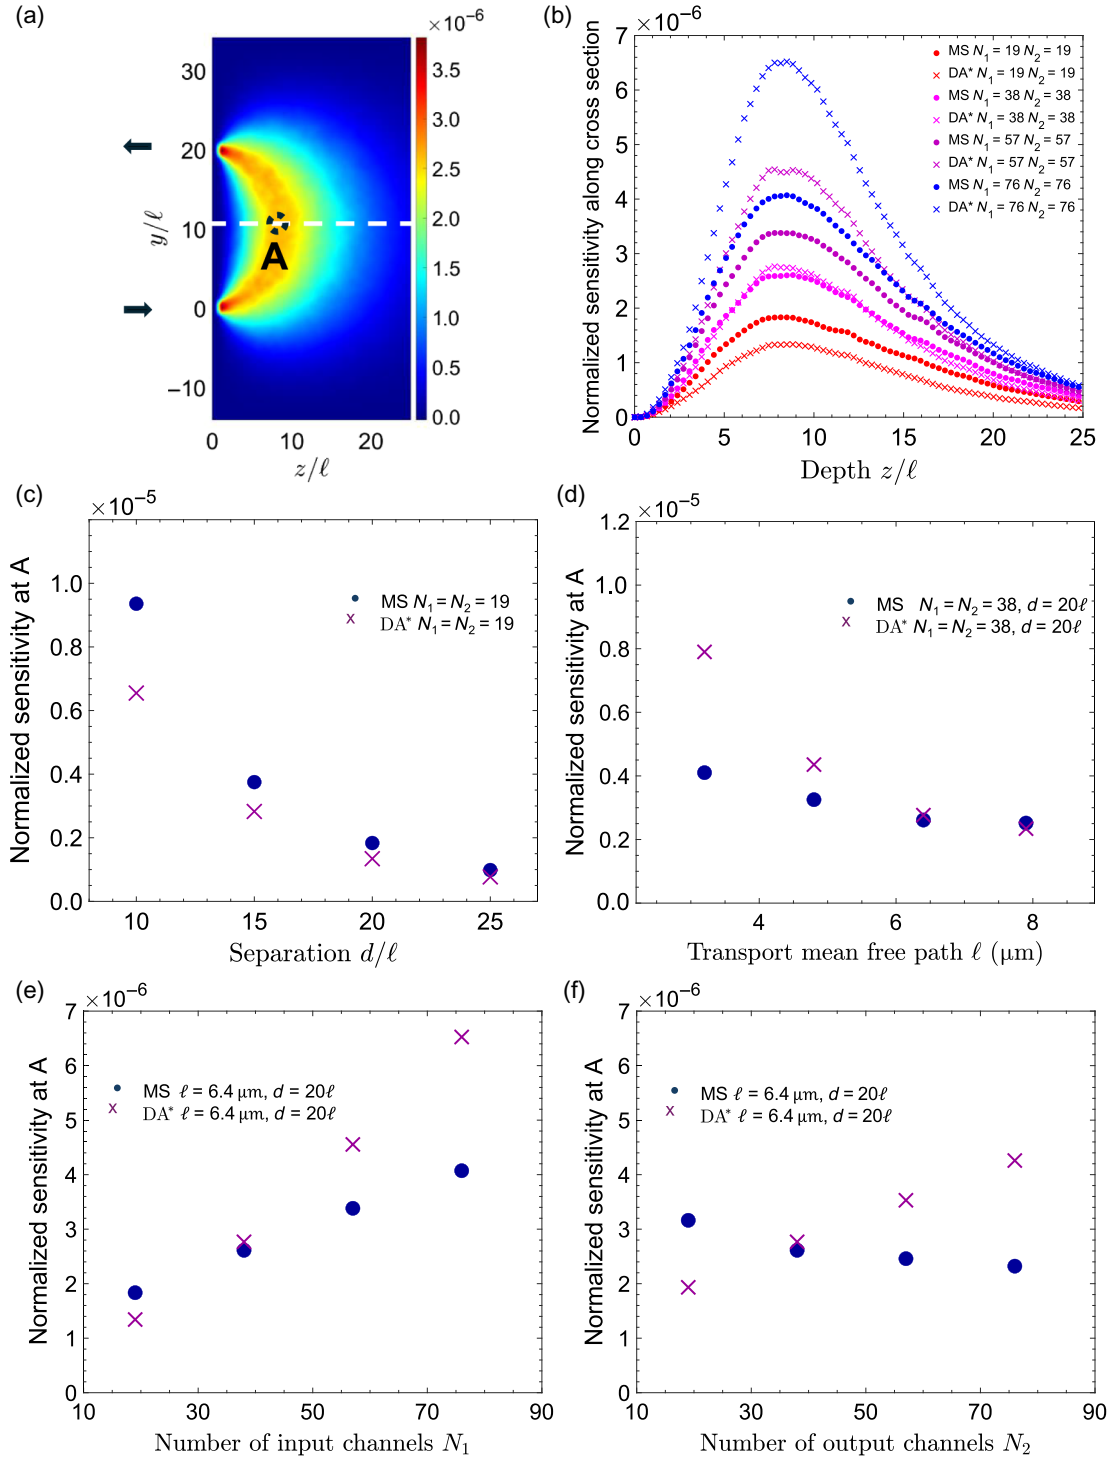 (a)
×10⁻⁶
3.5
3.0
2.5
2.0
1.5
1.0
0.5
0.0
30
20
10
0
−10
y/ℓ
A
0
10
20
z/ℓ
(b)
×10⁻⁶
7
6
5
4
3
2
1
0
Normalized sensitivity along cross section
MS N₁ = 19 N₂ = 19
DA* N₁ = 19 N₂ = 19
MS N₁ = 38 N₂ = 38
DA* N₁ = 38 N₂ = 38
MS N₁ = 57 N₂ = 57
DA* N₁ = 57 N₂ = 57
MS N₁ = 76 N₂ = 76
DA* N₁ = 76 N₂ = 76
0 5 10 15 20 25
Depth z/ℓ
(c)
×10⁻⁵
1.0
0.8
0.6
0.4
0.2
0.0
Normalized sensitivity at A
MS N₁ = N₂ = 19
DA* N₁ = N₂ = 19
10 15 20 25
Separation d/ℓ
(d)
×10⁻⁵
1.2
1.0
0.8
0.6
0.4
0.2
0.0
Normalized sensitivity at A
MS N₁ = N₂ = 38, d = 20ℓ
DA* N₁ = N₂ = 38, d = 20ℓ
4 6 8
Transport mean free path ℓ (μm)
(e)
×10⁻⁶
7
6
5
4
3
2
1
0
Normalized sensitivity at A
MS ℓ = 6.4 μm, d = 20ℓ
DA* ℓ = 6.4 μm, d = 20ℓ
10 30 50 70 90
Number of input channels N₁
(f)
×10⁻⁶
7
6
5
4
3
2
1
0
Normalized sensitivity at A
MS ℓ = 6.4 μm, d = 20ℓ
DA* ℓ = 6.4 μm, d = 20ℓ
10 30 50 70 90
Number of output channels N₂